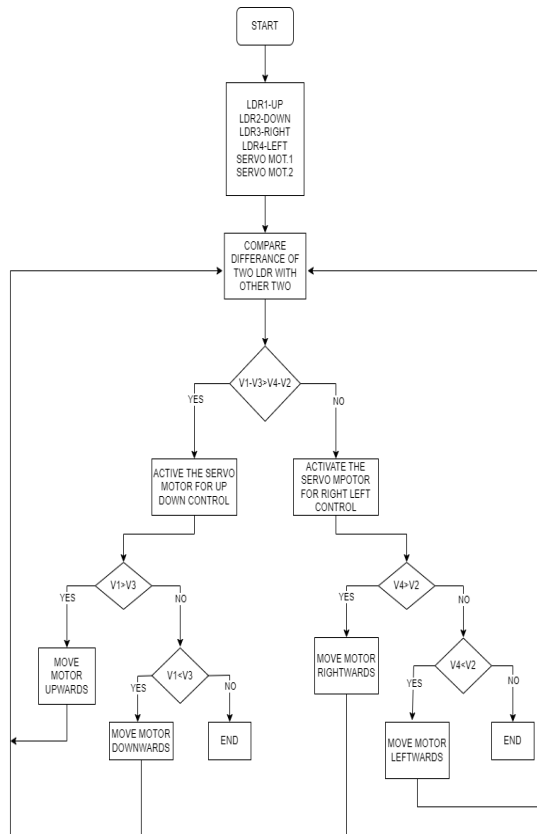 START
LDR1-UP
LDR2-DOWN
LDR3-RIGHT
LDR4-LEFT
SERVO MOT.1
SERVO MOT.2
COMPARE
DIFFERANCE OF
TWO LDR WITH
OTHER TWO
V1-V3>V4-V2
YES
NO
ACTIVE THE SERVO
MOTOR FOR UP
DOWN CONTROL
ACTIVATE THE
SERVO MPOTOR
FOR RIGHT LEFT
CONTROL
V1>V3
YES
NO
V4>V2
YES
NO
MOVE
MOTOR
UPWARDS
V1<V3
YES
NO
MOVE MOTOR
RIGHTWARDS
V4<V2
YES
NO
MOVE MOTOR
DOWNWARDS
END
MOVE MOTOR
LEFTWARDS
END